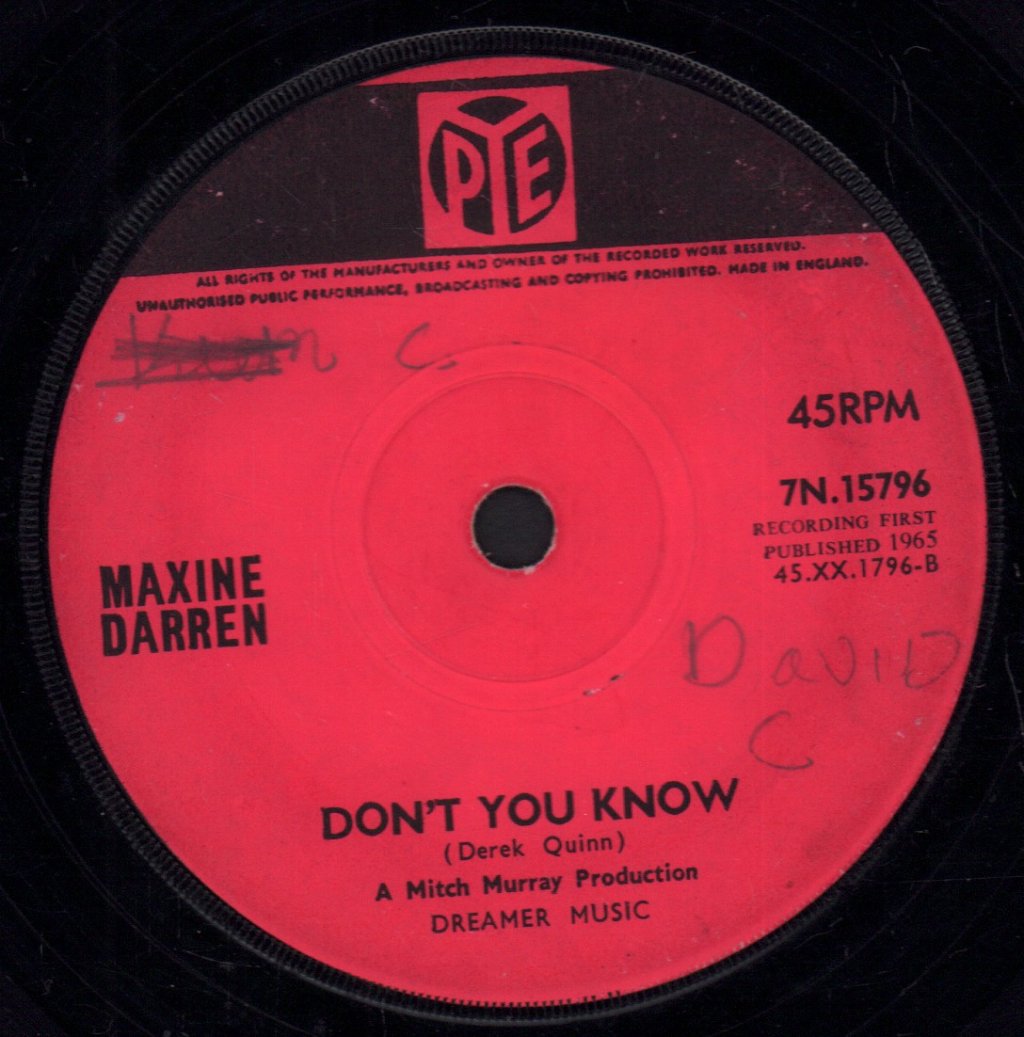 PYE
ALL RIGHTS OF THE MANUFACTURERS AND OWNER OF THE RECORDED WORK RESERVED.
UNAUTHORISED PUBLIC PERFORMANCE, BROADCASTING AND COPYING PROHIBITED. MADE IN ENGLAND.
C.
45RPM
7N.15796
RECORDING FIRST
PUBLISHED 1965
45.XX.1796-B
MAXINE
DARREN
DaviD
C
DON'T YOU KNOW
(Derek Quinn)
A Mitch Murray Production
DREAMER MUSIC